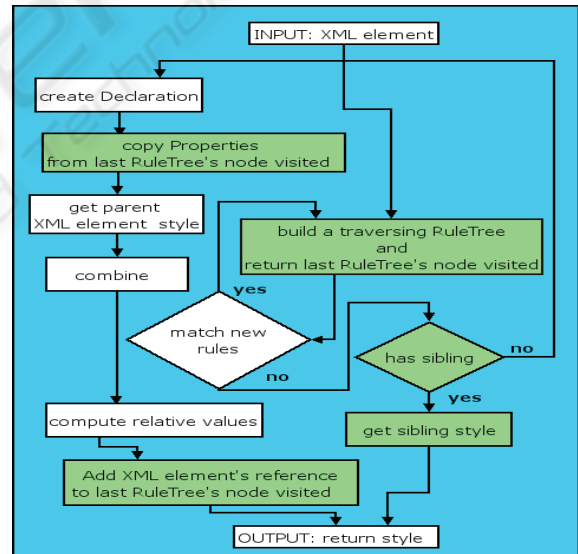 INPUT: XML element
create Declaration
copy Properties
from last RuleTree's node visited
get parent
XML element style
build a traversing RuleTree
and
return last RuleTree's node visited
combine
yes
match new
rules
no
has sibling
no
yes
compute relative values
get sibling style
Add XML element's reference
to last RuleTree's node visited
OUTPUT: return style